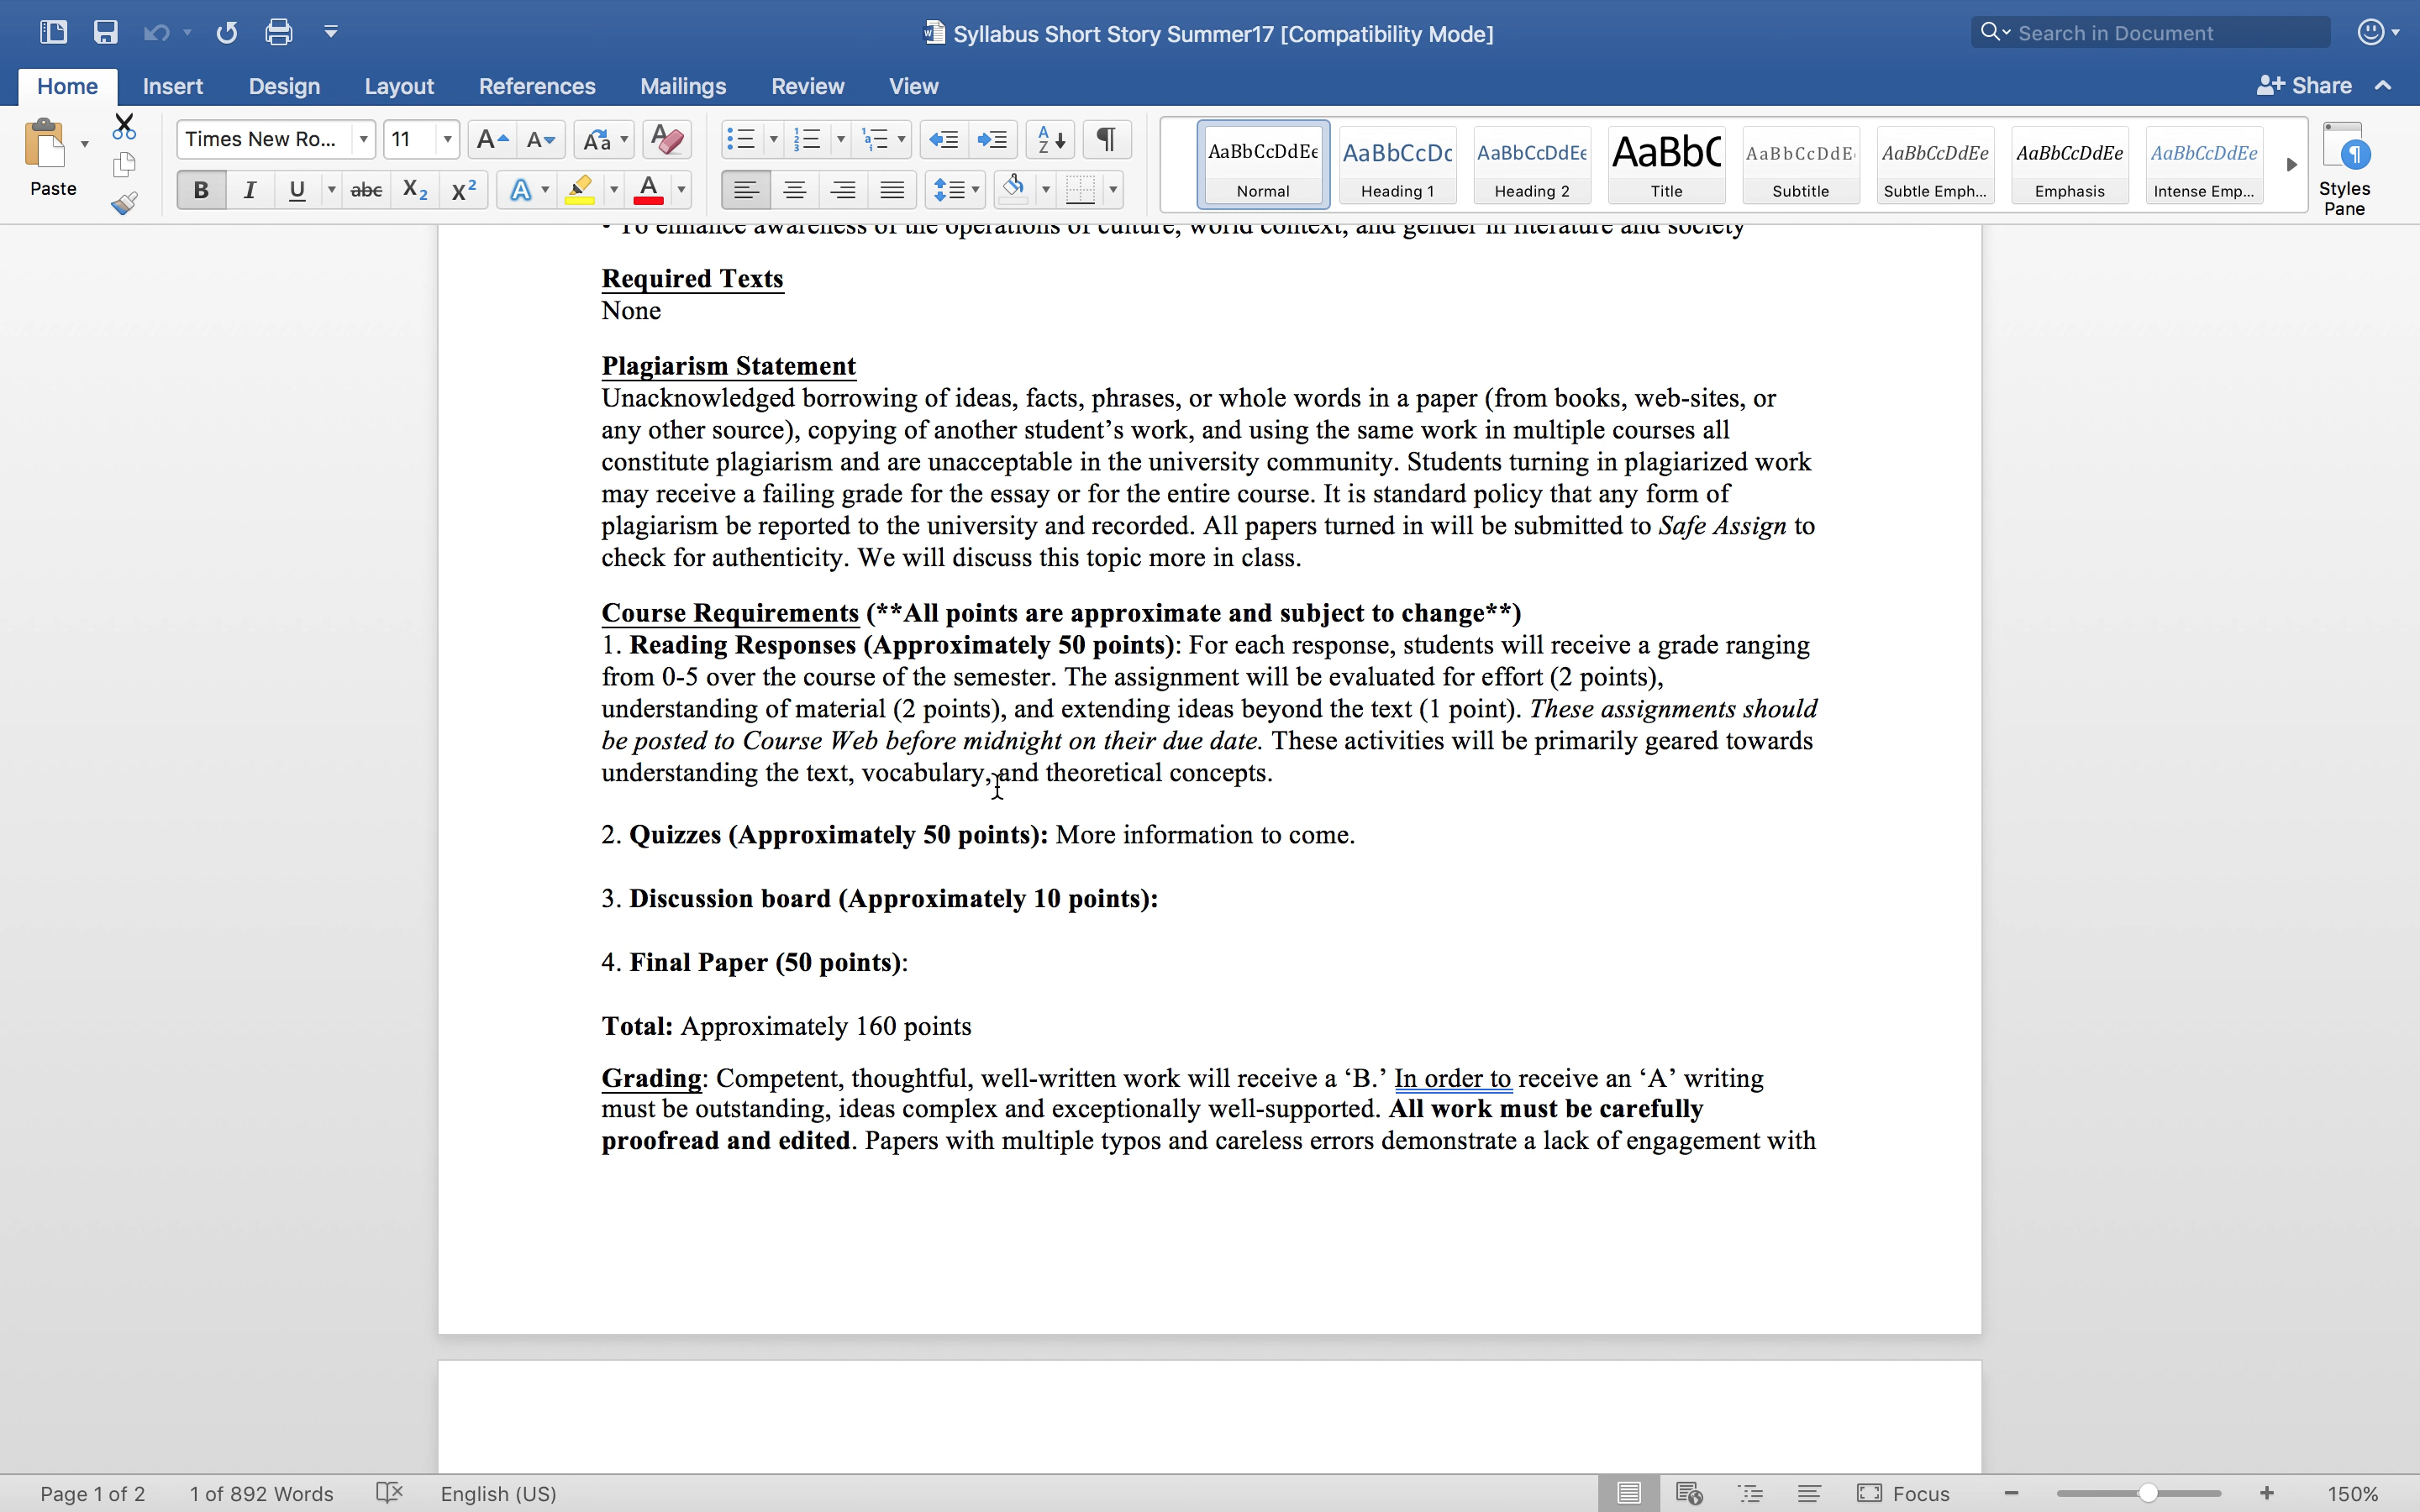 Syllabus Short Story Summer17 [Compatibility Mode]
Search in Document
Home Insert Design Layout References Mailings Review View
Share
Paste
Times New Ro... 11
AaBbCcDdEe AaBbCcDc AaBbCcDdEe AaBbC AaBbCcDdE AaBbCcDdEe AaBbCcDdEe AaBbCcDdEe
Normal Heading 1 Heading 2 Title Subtitle Subtle Emph... Emphasis Intense Emp...
Styles
Pane
• To enhance awareness of the operations of culture, world context, and gender in literature and society
Required Texts
None
Plagiarism Statement
Unacknowledged borrowing of ideas, facts, phrases, or whole words in a paper (from books, web-sites, or
any other source), copying of another student’s work, and using the same work in multiple courses all
constitute plagiarism and are unacceptable in the university community. Students turning in plagiarized work
may receive a failing grade for the essay or for the entire course. It is standard policy that any form of
plagiarism be reported to the university and recorded. All papers turned in will be submitted to Safe Assign to
check for authenticity. We will discuss this topic more in class.
Course Requirements (**All points are approximate and subject to change**)
1. Reading Responses (Approximately 50 points): For each response, students will receive a grade ranging
from 0-5 over the course of the semester. The assignment will be evaluated for effort (2 points),
understanding of material (2 points), and extending ideas beyond the text (1 point). These assignments should
be posted to Course Web before midnight on their due date. These activities will be primarily geared towards
understanding the text, vocabulary, and theoretical concepts.
2. Quizzes (Approximately 50 points): More information to come.
3. Discussion board (Approximately 10 points):
4. Final Paper (50 points):
Total: Approximately 160 points
Grading: Competent, thoughtful, well-written work will receive a ‘B.’ In order to receive an ‘A’ writing
must be outstanding, ideas complex and exceptionally well-supported. All work must be carefully
proofread and edited. Papers with multiple typos and careless errors demonstrate a lack of engagement with
Page 1 of 2 1 of 892 Words English (US) Focus 150%